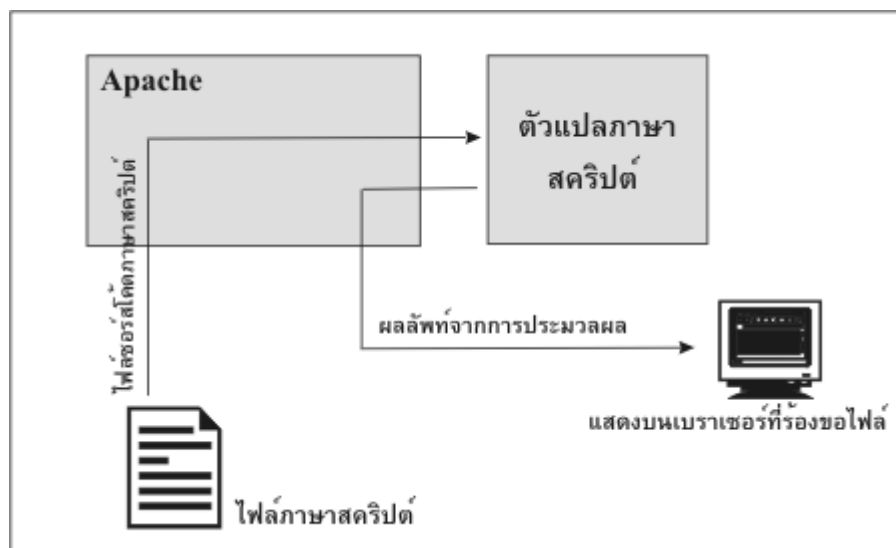 Apache
ตัวแปลภาษา
สคริปต์
ไฟล์ซอร์สโค้ดภาษาสคริปต์
ผลลัพท์จากการประมวลผล
แสดงบนเบราเซอร์ที่ร้องขอไฟล์
ไฟล์ภาษาสคริปต์